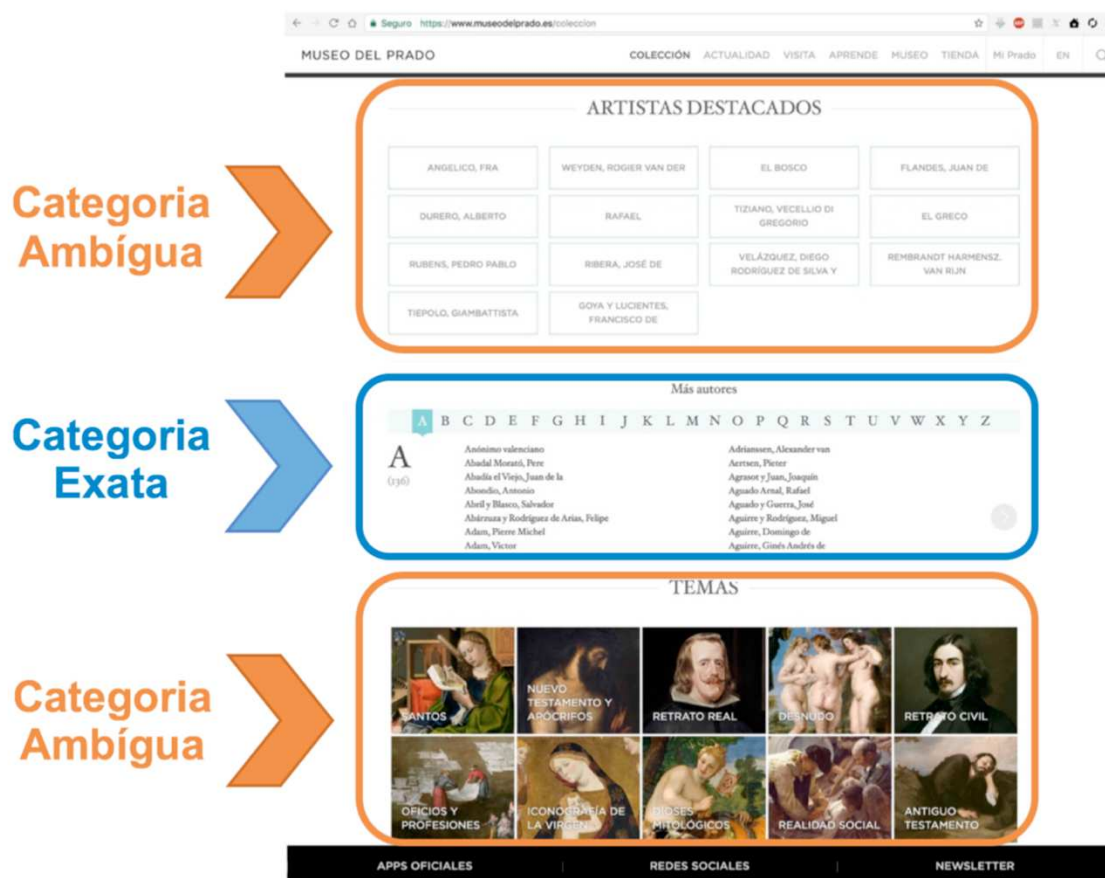 Seguro https://www.museodelprado.es/coleccion
MUSEO DEL PRADO COLECCIÓN ACTUALIDAD VISITA APRENDE MUSEO TIENDA Mi Prado EN
Categoria
Ambígua
ARTISTAS DESTACADOS
ANGELICO, FRA
WEYDEN, ROGIER VAN DER
EL BOSCO
FLANDES, JUAN DE
DURERO, ALBERTO
RAFAEL
TIZIANO, VECELLIO DI
GREGORIO
EL GRECO
RUBENS, PEDRO PABLO
RIBERA, JOSÉ DE
VELÁZQUEZ, DIEGO
RODRÍGUEZ DE SILVA Y
REMBRANDT HARMENSZ.
VAN RIJN
TIEPOLO, GIAMBATTISTA
GOYA Y LUCIENTES,
FRANCISCO DE
Categoria
Exata
Más autores
A B C D E F G H I J K L M N O P Q R S T U V W X Y Z
A
(136)
Anónimo valenciano
Abadal Morató, Pere
Abadía el Viejo, Juan de la
Abondio, Antonio
Abril y Blasco, Salvador
Abárzuza y Rodríguez de Arias, Felipe
Adam, Pierre Michel
Adam, Victor
Adrianssen, Alexander van
Aertsen, Pieter
Agrasot y Juan, Joaquín
Aguado Arnal, Rafael
Aguado y Guerra, José
Aguirre y Rodríguez, Miguel
Aguirre, Domingo de
Aguirre, Ginés Andrés de
Categoria
Ambígua
TEMAS
SANTOS
NUEVO
TESTAMENTO Y
APÓCRIFOS
RETRATO REAL
DESNUDO
RETRATO CIVIL
OFICIOS Y
PROFESIONES
ICONOGRAFÍA DE
LA VIRGEN
DIOSES
MITOLÓGICOS
REALIDAD SOCIAL
ANTIGUO
TESTAMENTO
APPS OFICIALES | REDES SOCIALES | NEWSLETTER